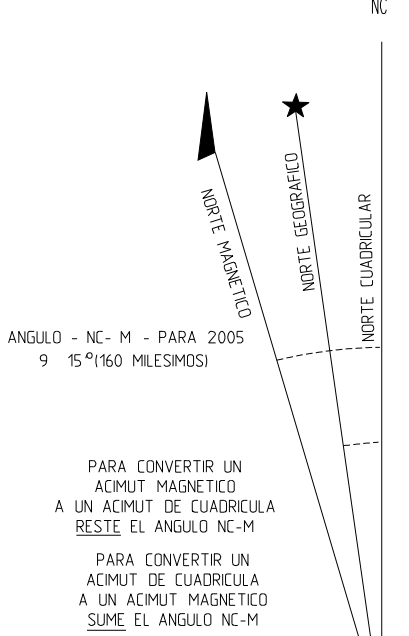 NC
NORTE MAGNETICO
NORTE GEOGRAFICO
NORTE CUADRICULAR
ANGULO - NC- M - PARA 2005
9 15°(160 MILESIMOS)
PARA CONVERTIR UN
ACIMUT MAGNETICO
A UN ACIMUT DE CUADRICULA
RESTE EL ANGULO NC-M
PARA CONVERTIR UN
ACIMUT DE CUADRICULA
A UN ACIMUT MAGNETICO
SUME EL ANGULO NC-M